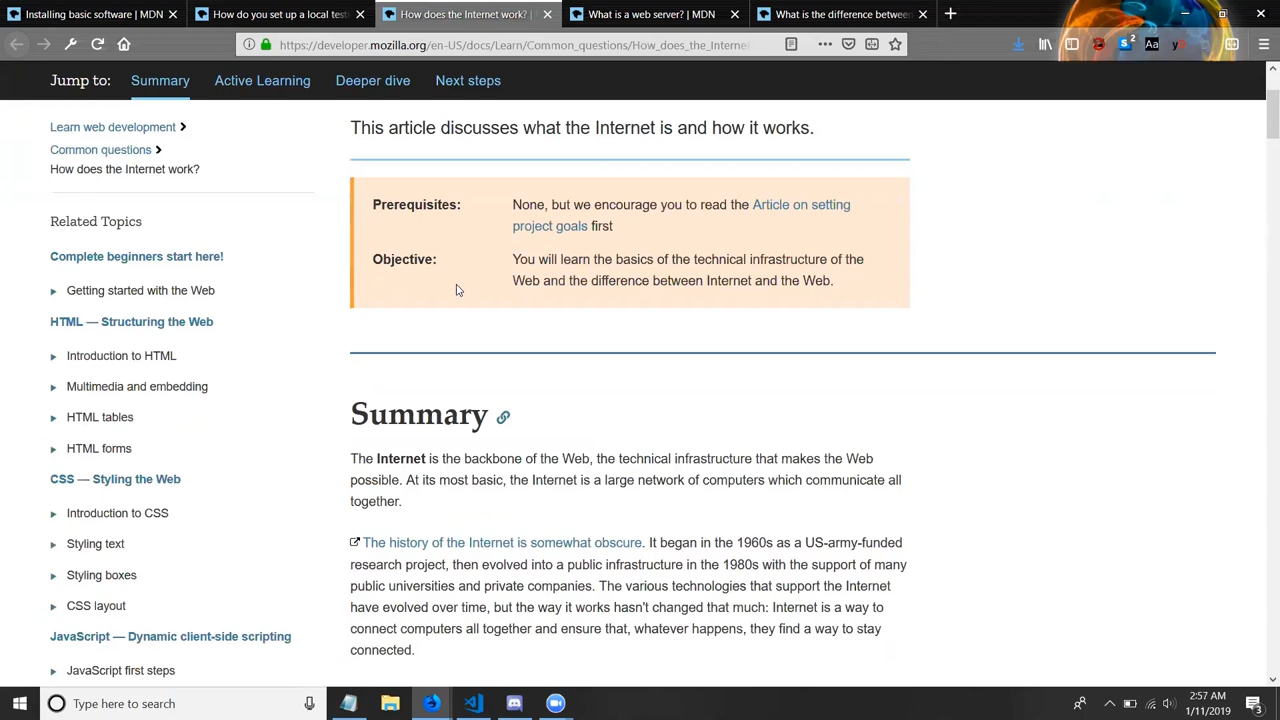 Installing basic software | MDN
How do you set up a local test
How does the Internet work? |
What is a web server? | MDN
What is the difference between
https://developer.mozilla.org/en-US/docs/Learn/Common_questions/How_does_the_Internet
2
Aa
Jump to: Summary Active Learning Deeper dive Next steps
Learn web development
Common questions
How does the Internet work?
Related Topics
Complete beginners start here!
Getting started with the Web
HTML — Structuring the Web
Introduction to HTML
Multimedia and embedding
HTML tables
HTML forms
CSS — Styling the Web
Introduction to CSS
Styling text
Styling boxes
CSS layout
JavaScript — Dynamic client-side scripting
JavaScript first steps
This article discusses what the Internet is and how it works.
Prerequisites: None, but we encourage you to read the Article on setting
project goals first
Objective: You will learn the basics of the technical infrastructure of the
Web and the difference between Internet and the Web.
Summary
The Internet is the backbone of the Web, the technical infrastructure that makes the Web
possible. At its most basic, the Internet is a large network of computers which communicate all
together.
The history of the Internet is somewhat obscure. It began in the 1960s as a US-army-funded
research project, then evolved into a public infrastructure in the 1980s with the support of many
public universities and private companies. The various technologies that support the Internet
have evolved over time, but the way it works hasn't changed that much: Internet is a way to
connect computers all together and ensure that, whatever happens, they find a way to stay
connected.
Type here to search
2:57 AM
1/11/2019
3